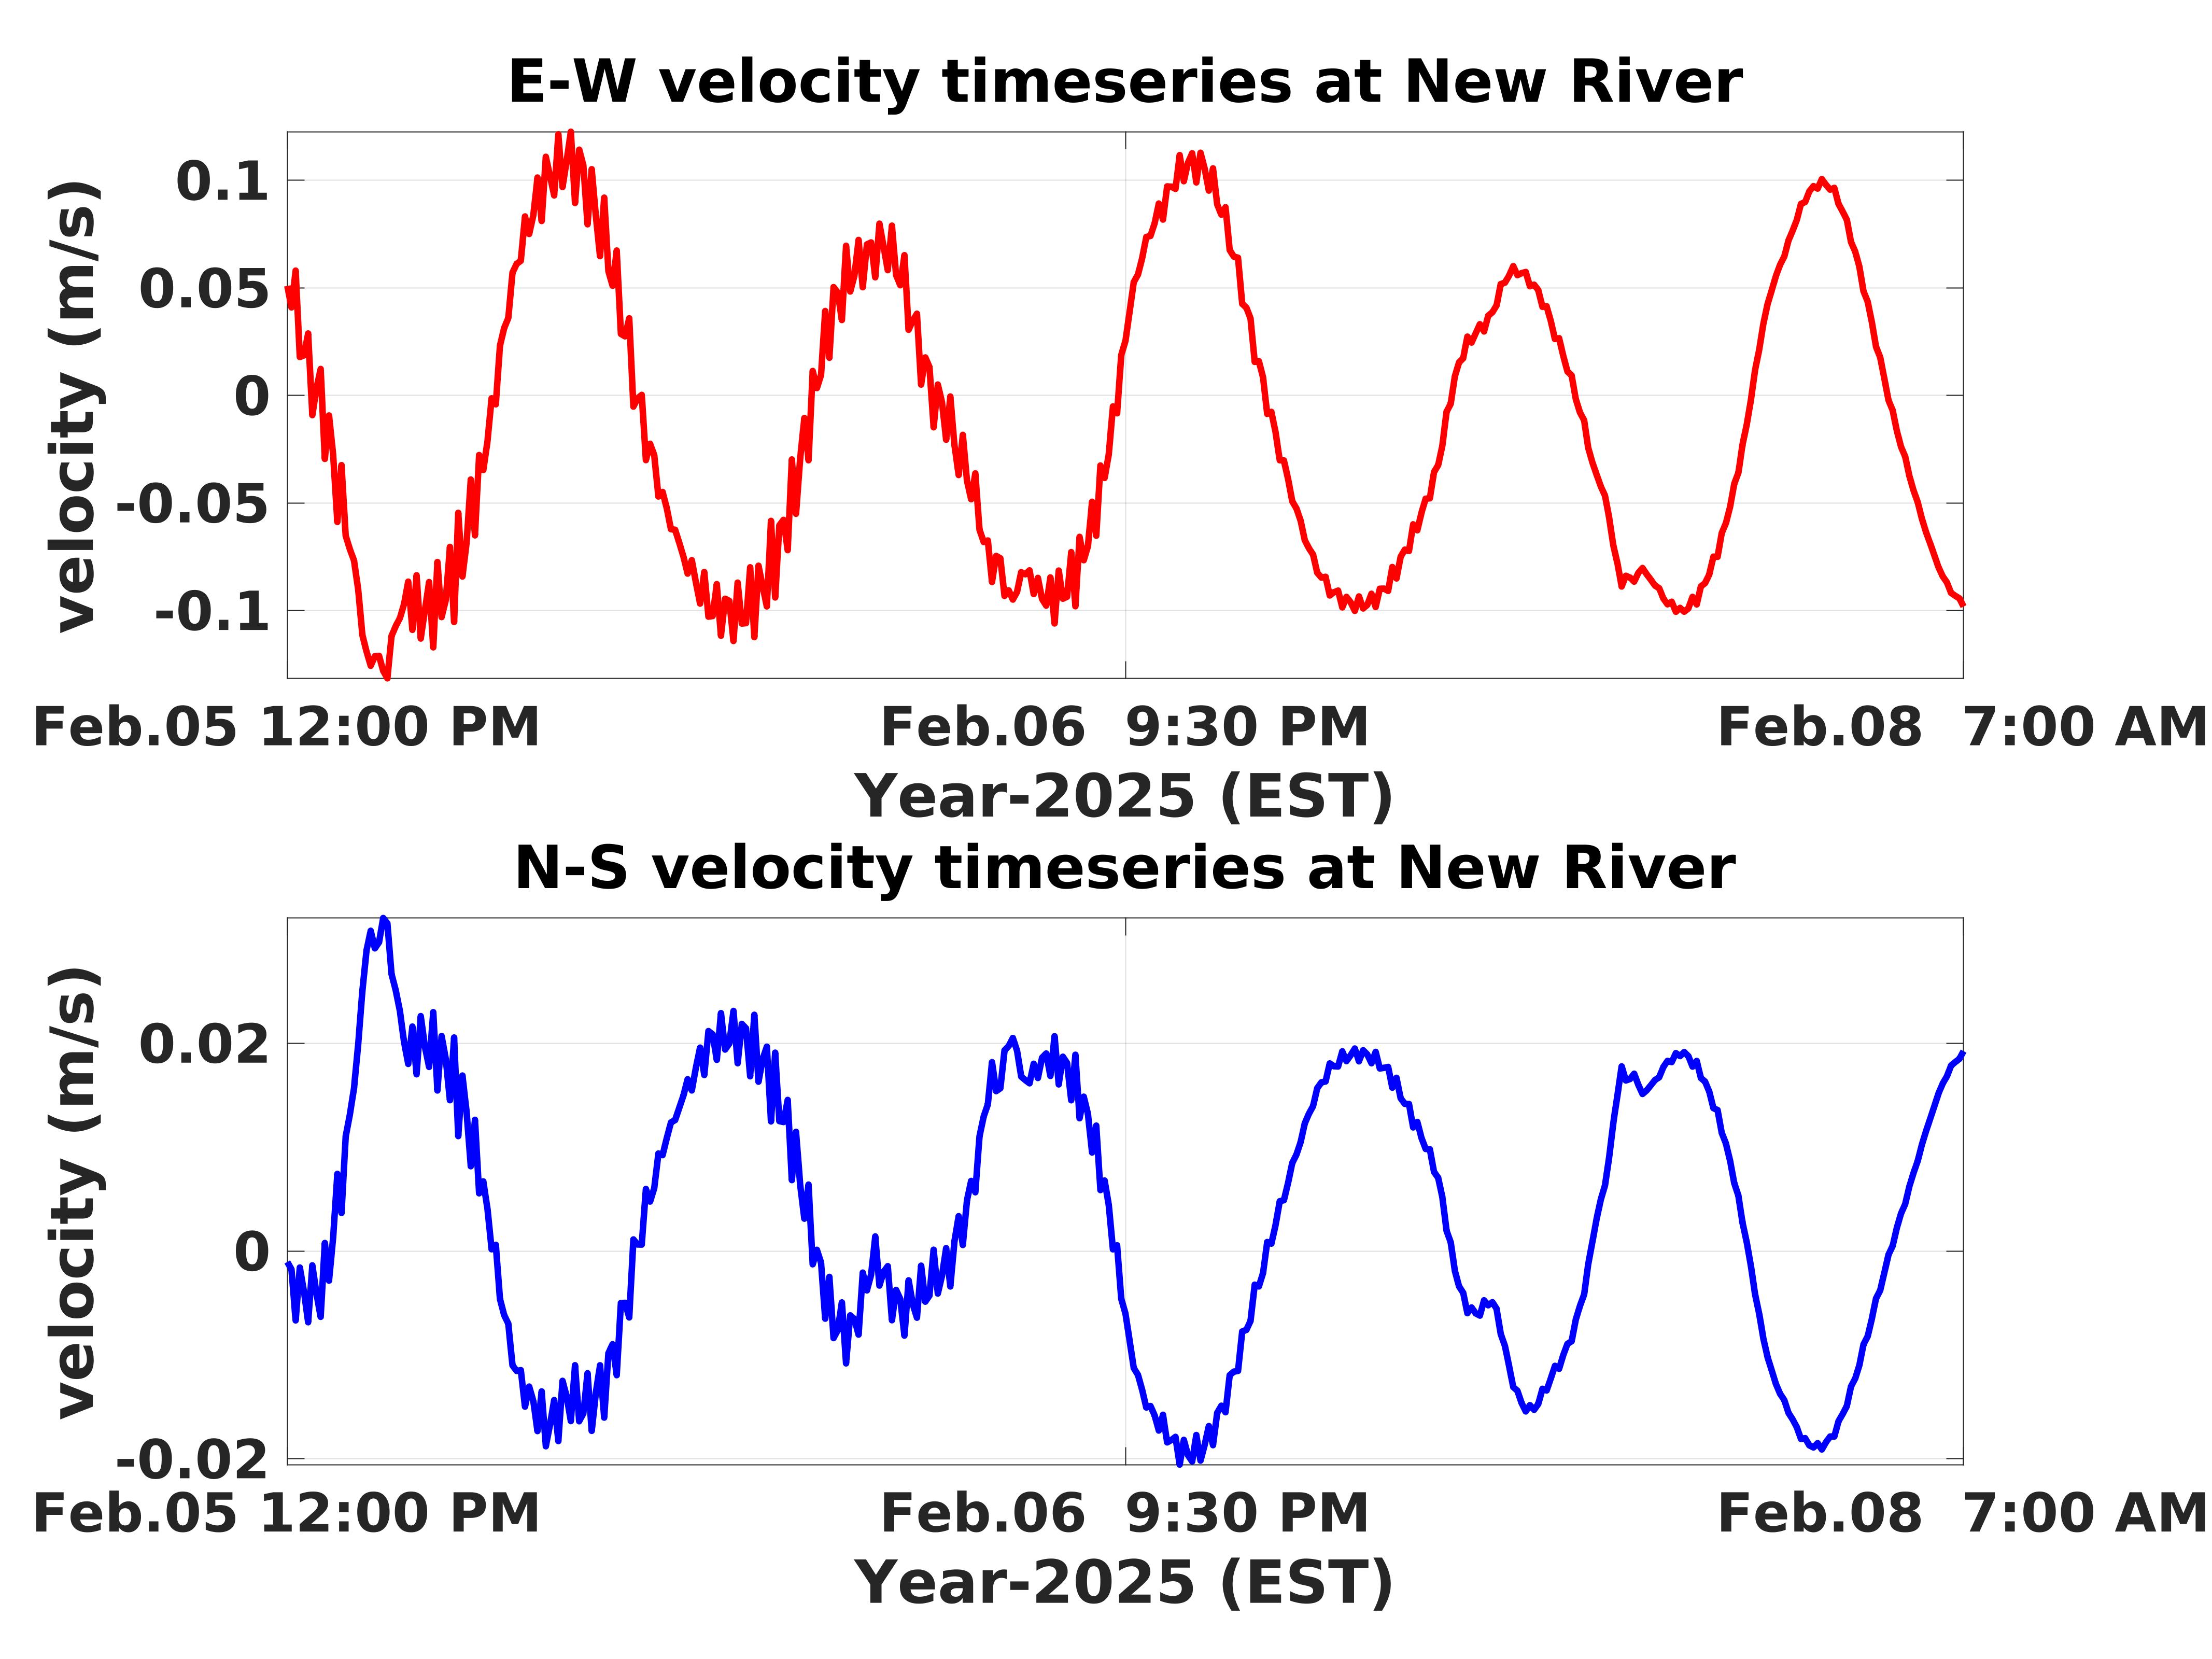 E-W velocity timeseries at New River
velocity (m/s)
0.1
0.05
0
-0.05
-0.1
Feb.05 12:00 PM Feb.06 9:30 PM Feb.08 7:00 AM
Year-2025 (EST)
N-S velocity timeseries at New River
velocity (m/s)
0.02
0
-0.02
Feb.05 12:00 PM Feb.06 9:30 PM Feb.08 7:00 AM
Year-2025 (EST)